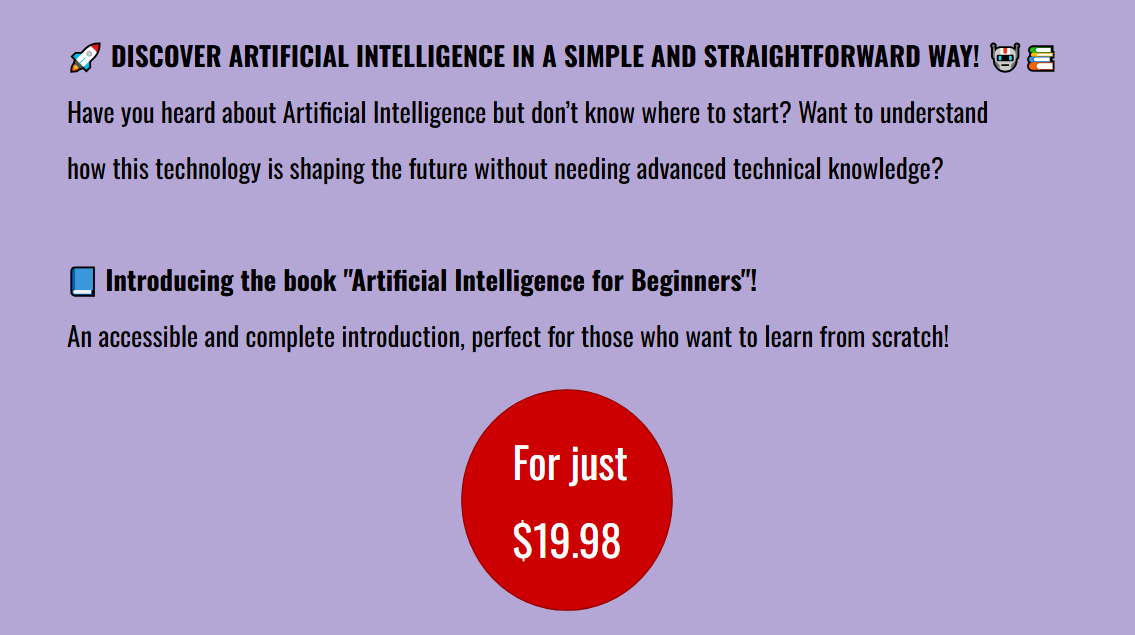 🚀 DISCOVER ARTIFICIAL INTELLIGENCE IN A SIMPLE AND STRAIGHTFORWARD WAY! 🤖📚
Have you heard about Artificial Intelligence but don’t know where to start? Want to understand
how this technology is shaping the future without needing advanced technical knowledge?
📘 Introducing the book "Artificial Intelligence for Beginners"!
An accessible and complete introduction, perfect for those who want to learn from scratch!
For just
$19.98